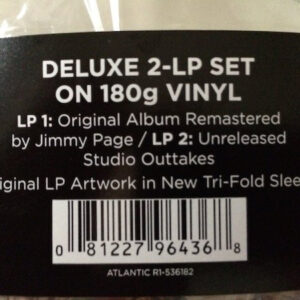 DELUXE 2-LP SET
ON 180g VINYL
LP 1: Original Album Remastered
by Jimmy Page / LP 2: Unreleased
Studio Outtakes
iginal LP Artwork in New Tri-Fold Slee
0 81227 96436 8
ATLANTIC R1-536182